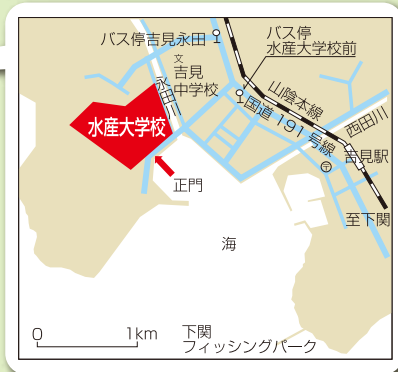 バス停吉見永田
バス停
水産大学校前
文
吉見
中学校
永田川
山陰本線
国道 191 号線
西田川
水産大学校
吉見駅
正門
至下関
海
0 1km
下関
フィッシングパーク